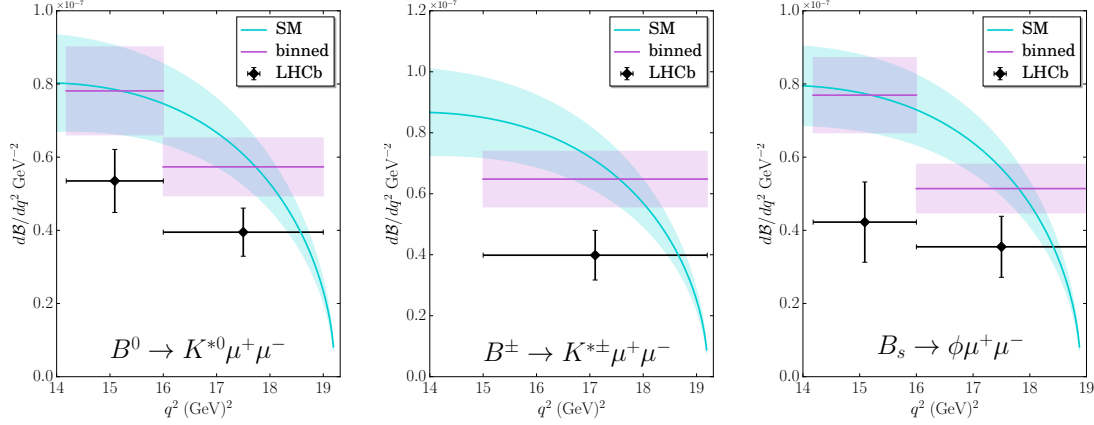 ×10⁻⁷
1.0
0.8
0.6
0.4
0.2
0.0
dB/dq² GeV⁻²
SM
binned
LHCb
B⁰ → K*⁰μ⁺μ⁻
14 15 16 17 18 19
q² (GeV)²
×10⁻⁷
1.2
1.0
0.8
0.6
0.4
0.2
0.0
dB/dq² GeV⁻²
SM
binned
LHCb
B± → K*±μ⁺μ⁻
14 15 16 17 18 19
q² (GeV)²
×10⁻⁷
1.0
0.8
0.6
0.4
0.2
0.0
dB/dq² GeV⁻²
SM
binned
LHCb
Bₛ → ϕμ⁺μ⁻
14 15 16 17 18 19
q² (GeV)²